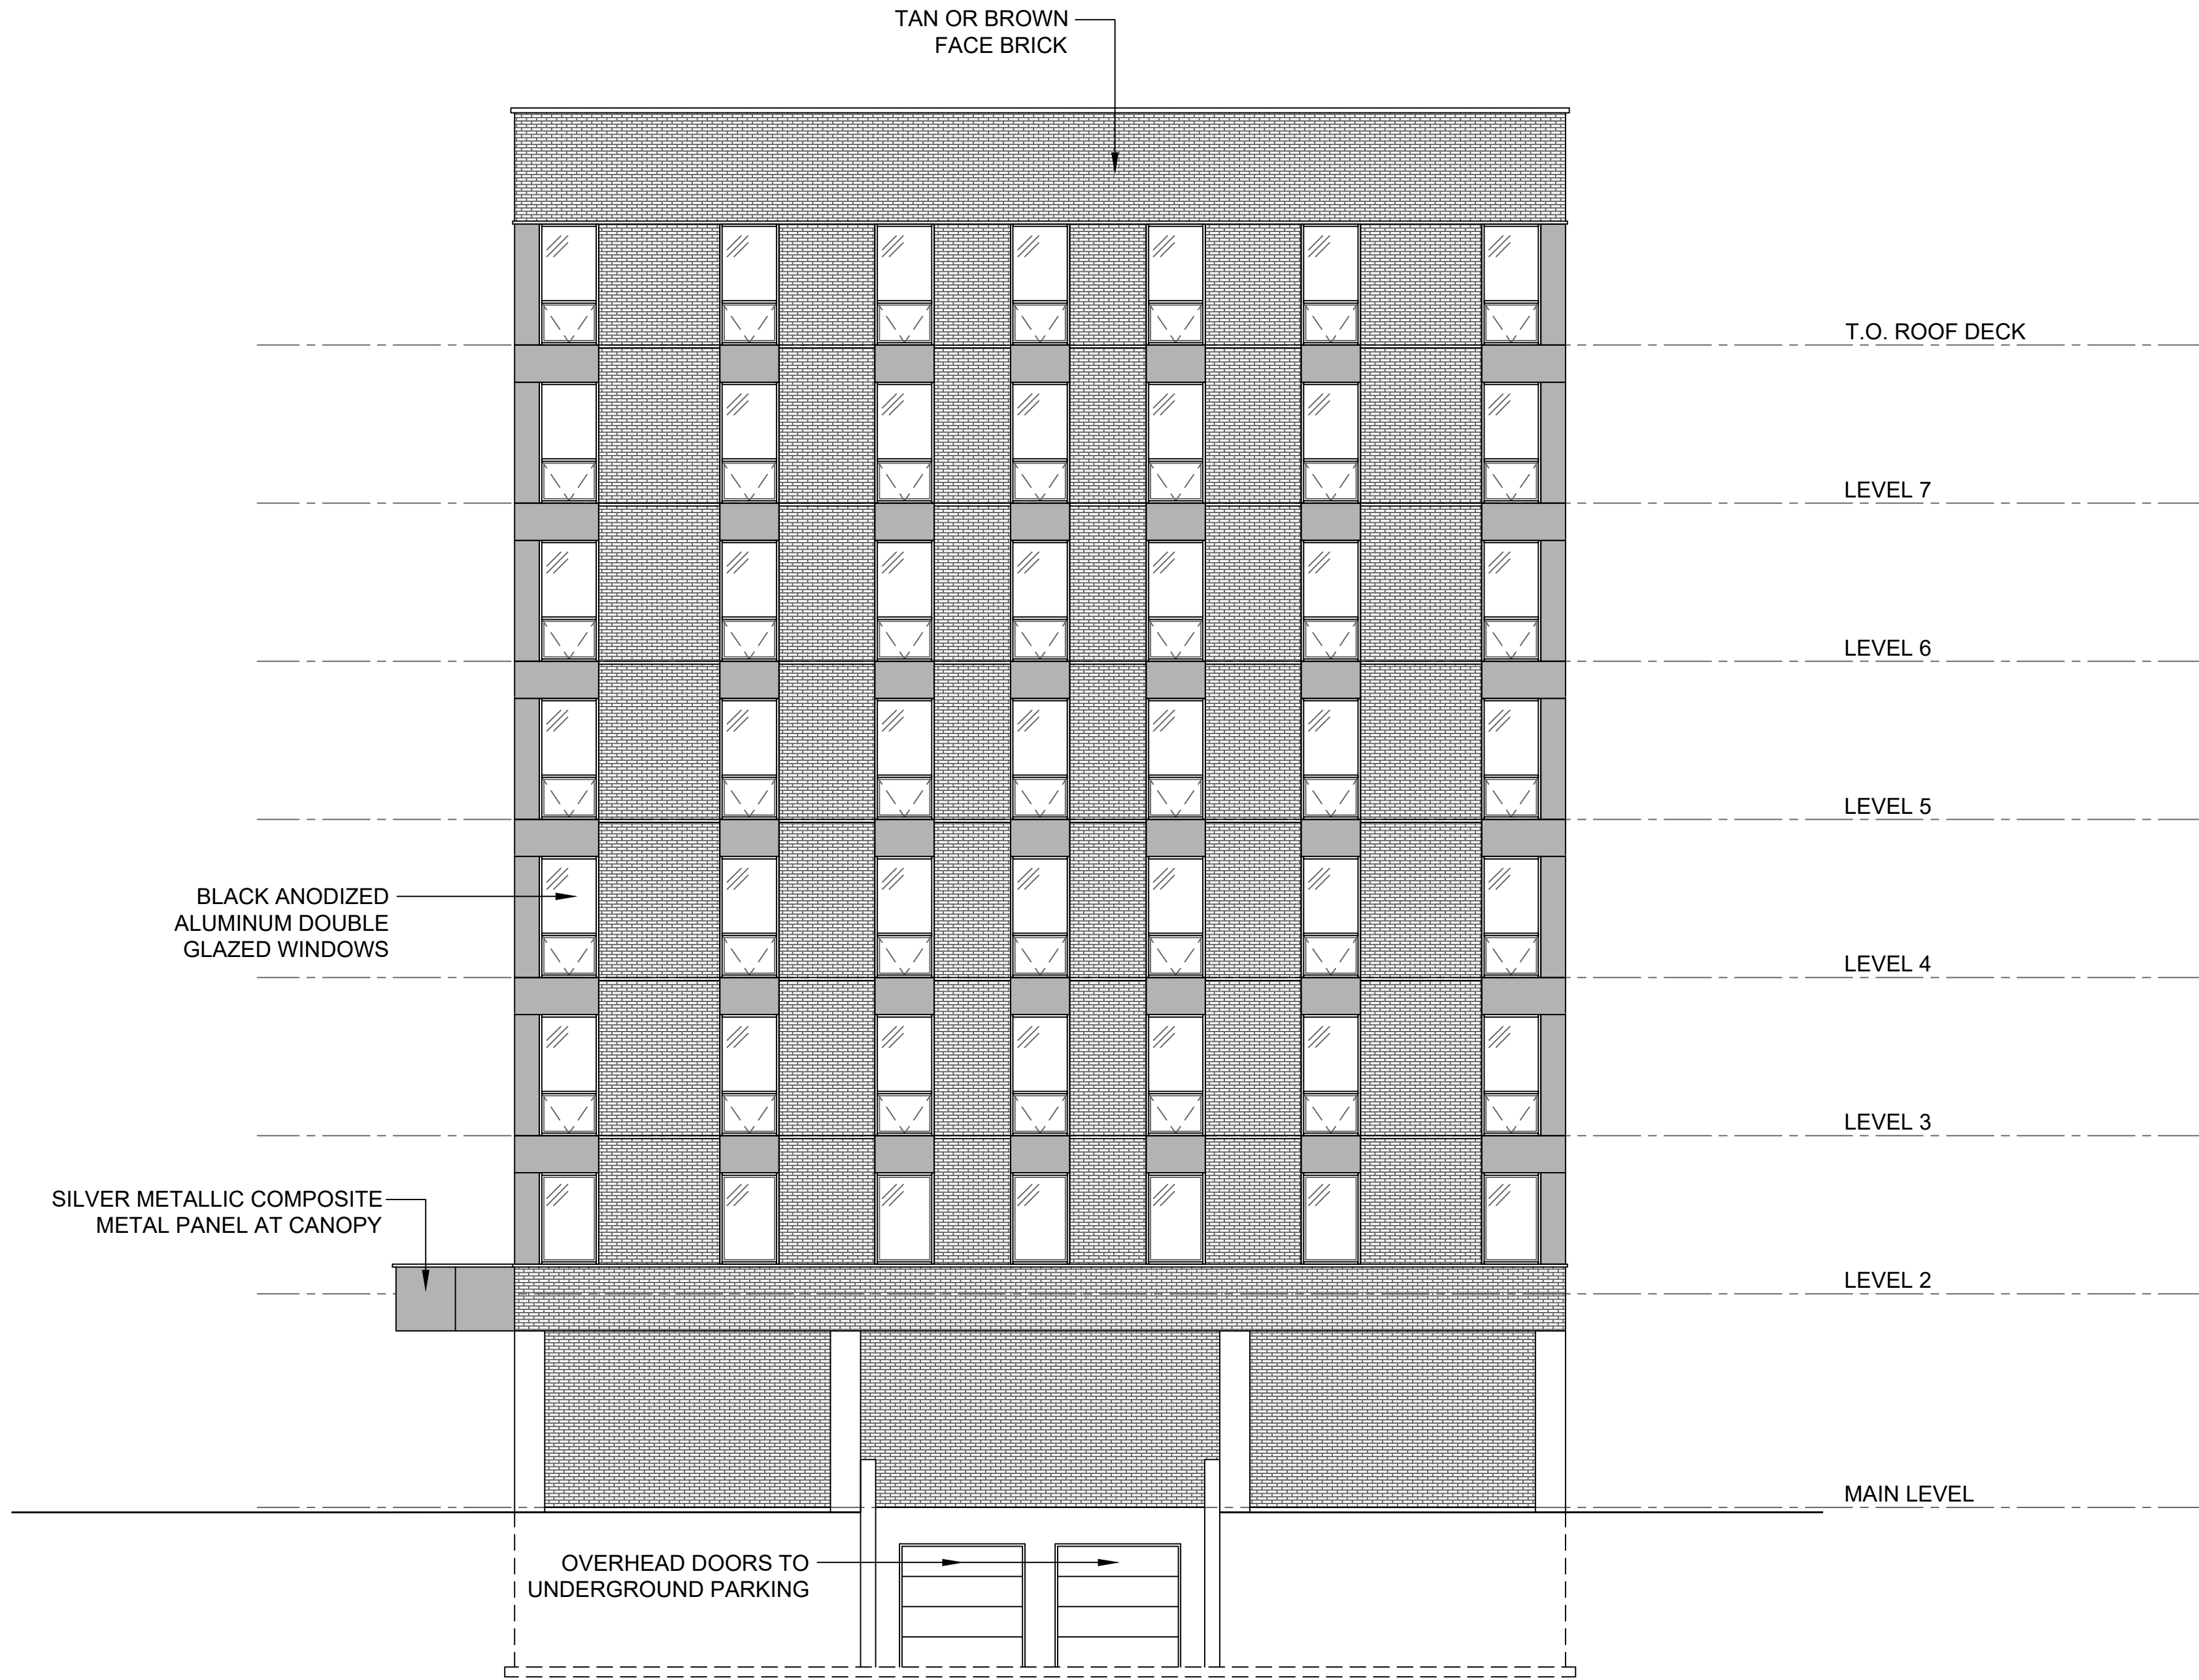 TAN OR BROWN
FACE BRICK
T.O. ROOF DECK
LEVEL 7
LEVEL 6
LEVEL 5
BLACK ANODIZED
ALUMINUM DOUBLE
GLAZED WINDOWS
LEVEL 4
LEVEL 3
SILVER METALLIC COMPOSITE
METAL PANEL AT CANOPY
LEVEL 2
MAIN LEVEL
OVERHEAD DOORS TO
UNDERGROUND PARKING